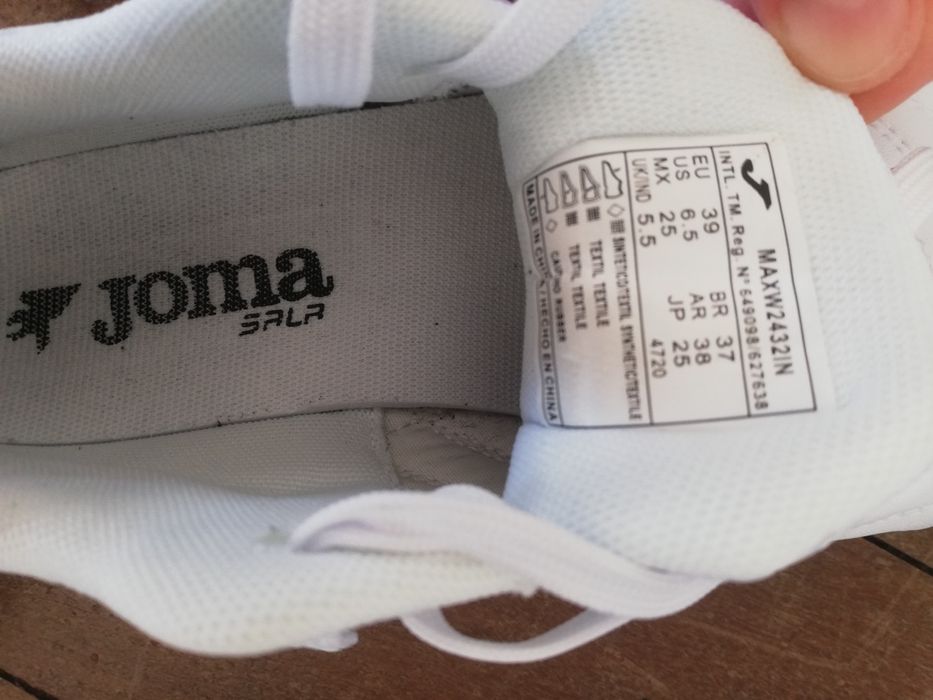 Joma
SALA
MAXW2432IN
INTL. TM. Reg. Nº 649098/627638
EU 39 BR 37
US 6.5 AR 38
MX 25 JP 25
UK/IND 5.5 4720
SINTETICO/TEXTIL SYNTHETIC/TEXTILE
TEXTIL TEXTILE
TEXTIL TEXTILE
CAUCHO RUBBER
MADE IN CHINA / HECHO EN CHINA